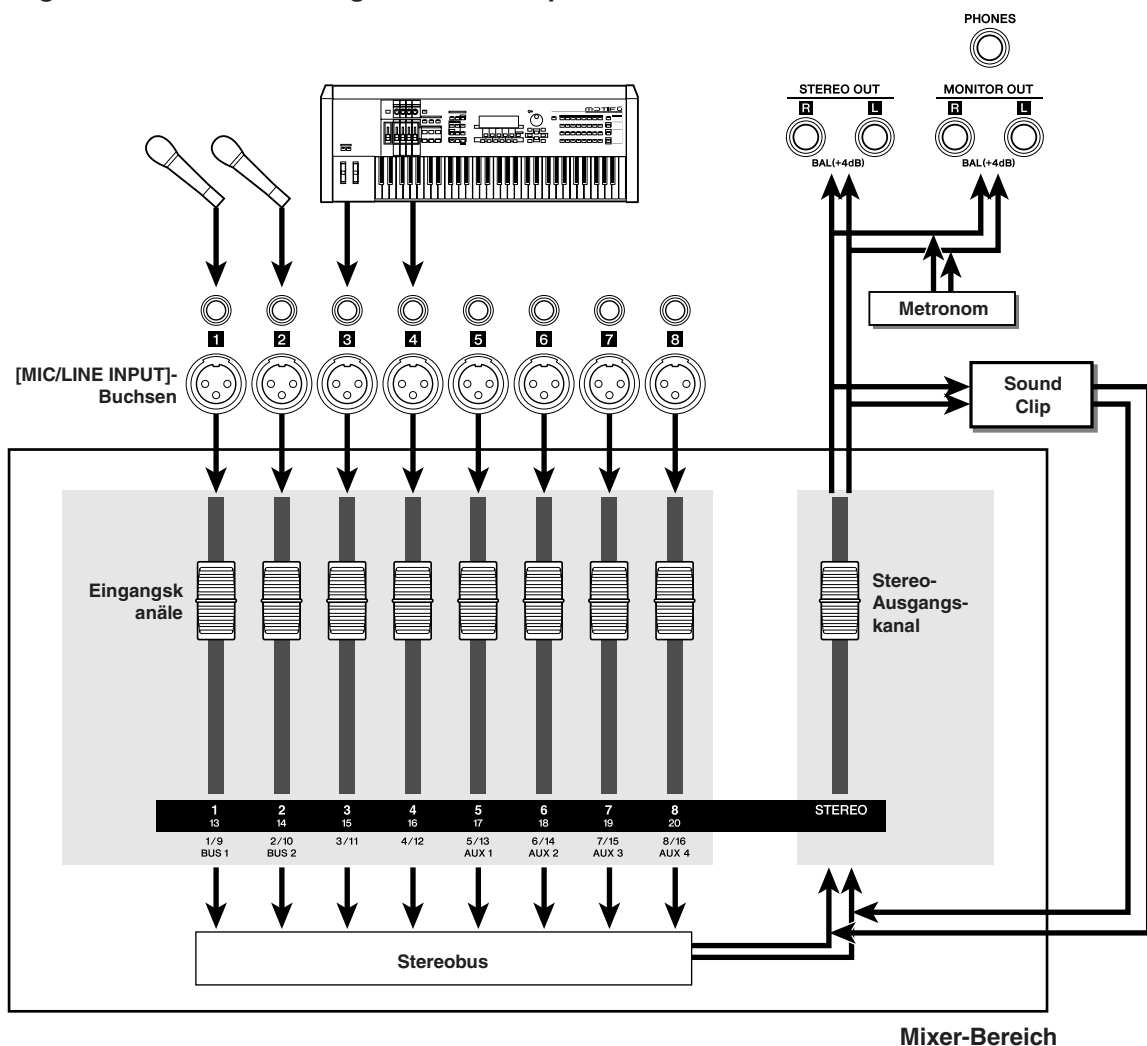 PHONES
STEREO OUT
MONITOR OUT
R L R L
BAL(+4dB) BAL(+4dB)
Metronom
1 2 3 4 5 6 7 8
[MIC/LINE INPUT]-
Buchsen
Sound
Clip
Eingangsk
anäle
Stereo-
Ausgangs-
kanal
1 2 3 4 5 6 7 8 STEREO
13 14 15 16 17 18 19 20
1/9 2/10 3/11 4/12 5/13 6/14 7/15 8/16
BUS 1 BUS 2 AUX 1 AUX 2 AUX 3 AUX 4
Stereobus
Mixer-Bereich